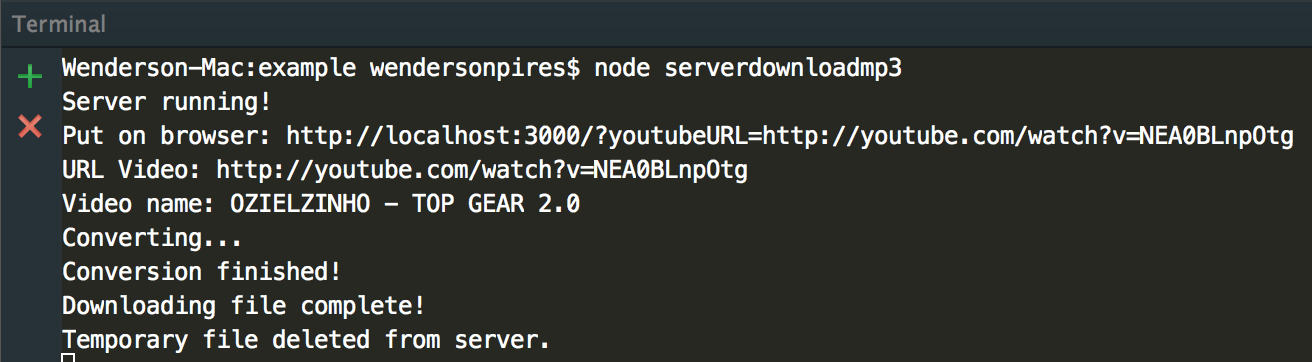 Terminal
Wenderson-Mac:example wendersonpires$ node serverdownloadmp3
Server running!
Put on browser: http://localhost:3000/?youtubeURL=http://youtube.com/watch?v=NEA0BLnpOtg
URL Video: http://youtube.com/watch?v=NEA0BLnpOtg
Video name: OZIELZINHO - TOP GEAR 2.0
Converting...
Conversion finished!
Downloading file complete!
Temporary file deleted from server.